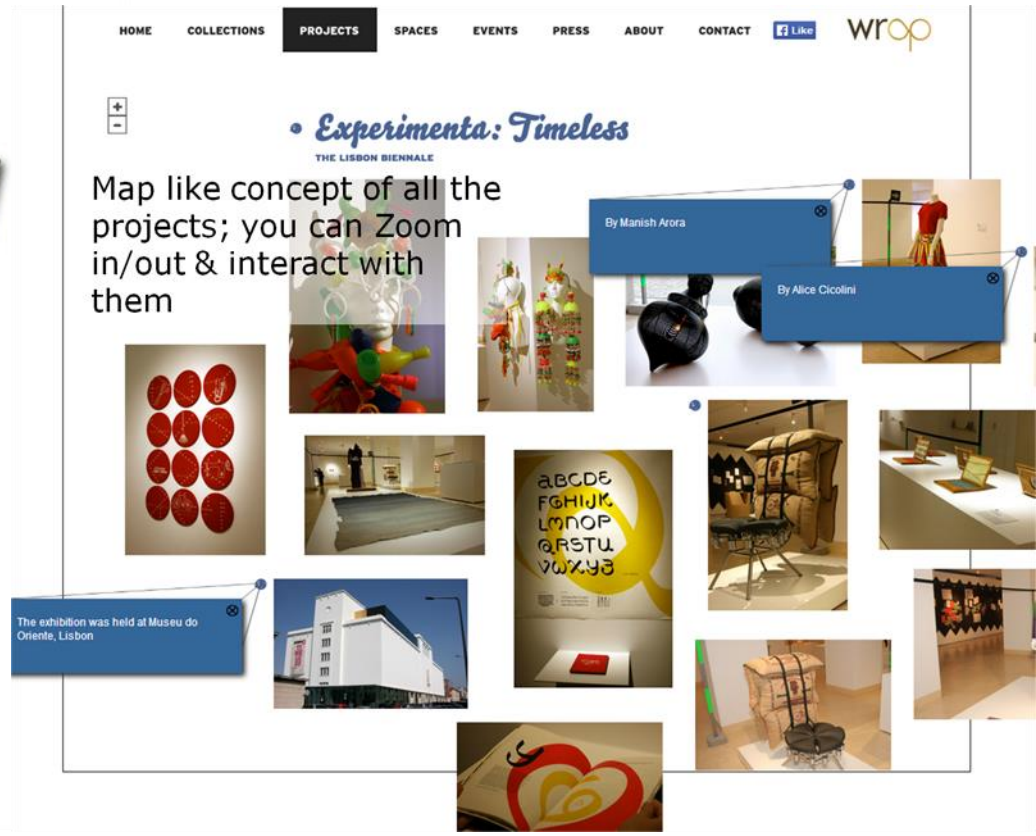 HOME COLLECTIONS PROJECTS SPACES EVENTS PRESS ABOUT CONTACT Like wrap
+
-
Experimenta: Timeless
THE LISBON BIENNALE
Map like concept of all the
projects; you can Zoom
in/out & interact with
them
By Manish Arora
By Alice Cicolini
ABCDE
FGHIJK
LMNOP
QRSTU
VWXYZ
The exhibition was held at Museu do
Oriente, Lisbon